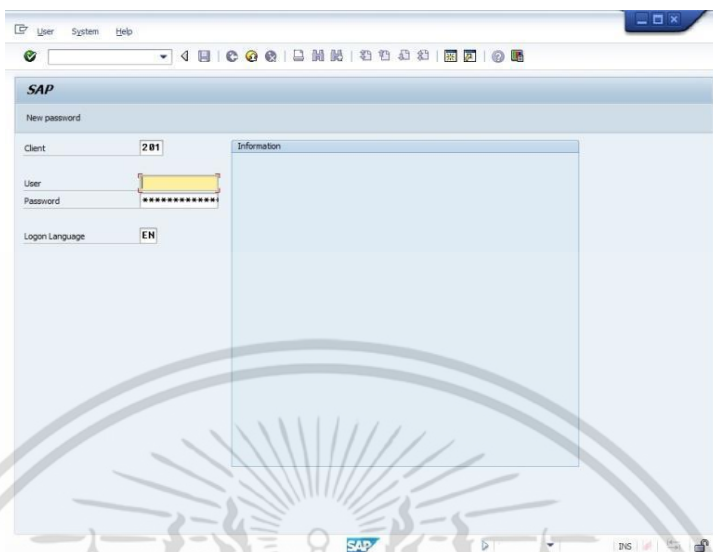 User System Help
SAP
New password
Client 201 Information
User
Password ************
Logon Language EN
SAP INS